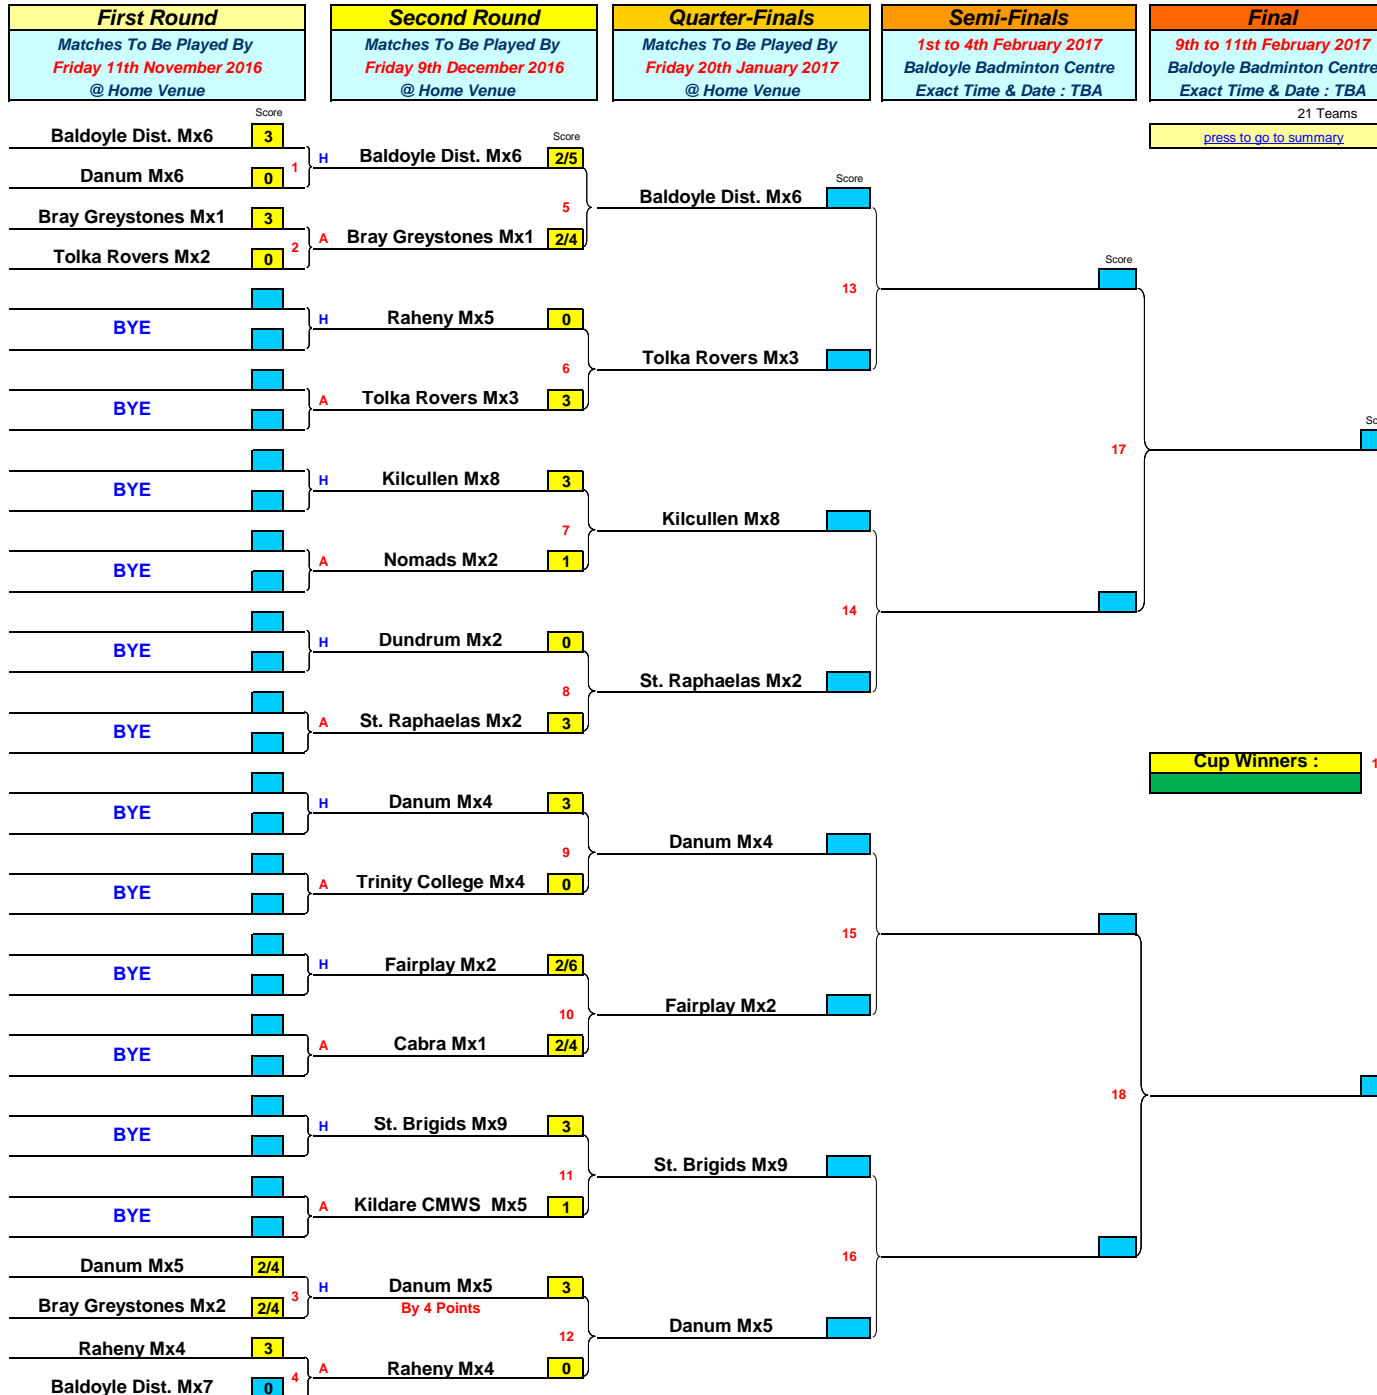 First Round
Matches To Be Played By
Friday 11th November 2016
@ Home Venue
Second Round
Matches To Be Played By
Friday 9th December 2016
@ Home Venue
Quarter-Finals
Matches To Be Played By
Friday 20th January 2017
@ Home Venue
Semi-Finals
1st to 4th February 2017
Baldoyle Badminton Centre
Exact Time & Date : TBA
Final
9th to 11th February 2017
Baldoyle Badminton Centre
Exact Time & Date : TBA
21 Teams
press to go to summary
Score
Baldoyle Dist. Mx6 3
1
Danum Mx6 0
Bray Greystones Mx1 3
2
Tolka Rovers Mx2 0
BYE
BYE
BYE
BYE
BYE
BYE
BYE
BYE
BYE
BYE
BYE
BYE
Danum Mx5 2/4
3
Bray Greystones Mx2 2/4
Raheny Mx4 3
4
Baldoyle Dist. Mx7 0
Score
H Baldoyle Dist. Mx6 2/5
5
A Bray Greystones Mx1 2/4
H Raheny Mx5 0
6
A Tolka Rovers Mx3 3
H Kilcullen Mx8 3
7
A Nomads Mx2 1
H Dundrum Mx2 0
8
A St. Raphaelas Mx2 3
H Danum Mx4 3
9
A Trinity College Mx4 0
H Fairplay Mx2 2/6
10
A Cabra Mx1 2/4
H St. Brigids Mx9 3
11
A Kildare CMWS Mx5 1
H Danum Mx5 3
By 4 Points
12
A Raheny Mx4 0
Score
Baldoyle Dist. Mx6
13
Tolka Rovers Mx3
Kilcullen Mx8
14
St. Raphaelas Mx2
Danum Mx4
15
Fairplay Mx2
St. Brigids Mx9
16
Danum Mx5
Score
17
18
Sc
Cup Winners :
1